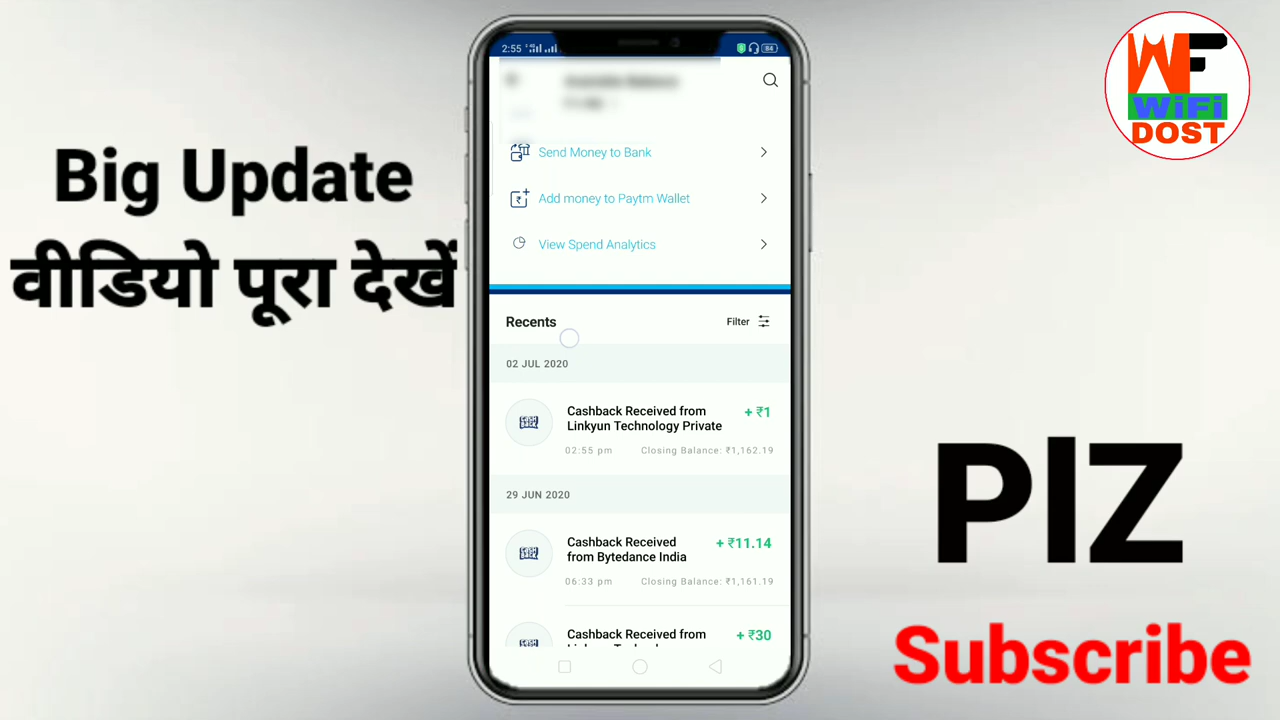 Big Update
वीडियो पूरा देखें
2:55
84
Send Money to Bank
Add money to Paytm Wallet
View Spend Analytics
Recents
Filter
02 JUL 2020
Cashback Received from
Linkyun Technology Private
+ ₹1
02:55 pm
Closing Balance: ₹1,162.19
29 JUN 2020
Cashback Received
from Bytedance India
+ ₹11.14
06:33 pm
Closing Balance: ₹1,161.19
Cashback Received from
+ ₹30
WF
WiFi
DOST
PlZ
Subscribe